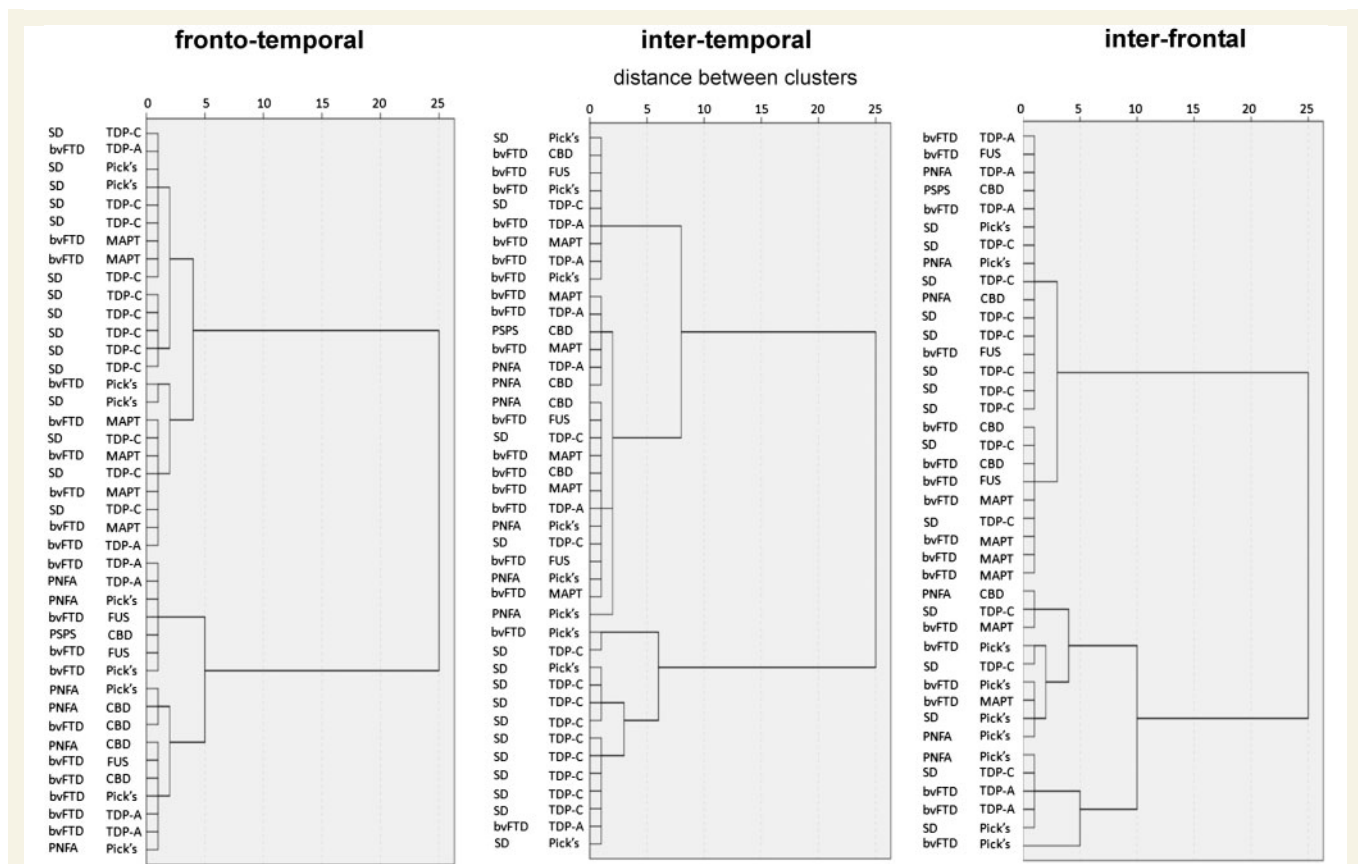 fronto-temporal
inter-temporal
inter-frontal
distance between clusters
0 5 10 15 20 25
SD TDP-C
bvFTD TDP-A
SD Pick's
SD Pick's
SD TDP-C
SD TDP-C
bvFTD MAPT
bvFTD MAPT
SD TDP-C
SD TDP-C
SD TDP-C
SD TDP-C
SD TDP-C
SD TDP-C
bvFTD Pick's
SD Pick's
bvFTD MAPT
SD TDP-C
bvFTD MAPT
SD TDP-C
bvFTD MAPT
SD TDP-C
bvFTD MAPT
bvFTD TDP-A
bvFTD TDP-A
PNFA TDP-A
PNFA Pick's
bvFTD FUS
PSPS CBD
bvFTD FUS
bvFTD Pick's
PNFA Pick's
PNFA CBD
bvFTD CBD
PNFA CBD
bvFTD FUS
bvFTD CBD
bvFTD Pick's
bvFTD TDP-A
bvFTD TDP-A
PNFA Pick's
0 5 10 15 20 25
SD Pick's
bvFTD CBD
bvFTD FUS
bvFTD Pick's
SD TDP-C
bvFTD TDP-A
bvFTD MAPT
bvFTD TDP-A
bvFTD Pick's
bvFTD MAPT
bvFTD TDP-A
PSPS CBD
bvFTD MAPT
PNFA TDP-A
PNFA CBD
PNFA CBD
bvFTD FUS
SD TDP-C
bvFTD MAPT
bvFTD CBD
bvFTD MAPT
bvFTD TDP-A
PNFA Pick's
SD TDP-C
bvFTD FUS
PNFA Pick's
bvFTD MAPT
PNFA Pick's
bvFTD Pick's
SD TDP-C
SD Pick's
SD TDP-C
SD TDP-C
SD TDP-C
SD TDP-C
SD TDP-C
SD TDP-C
SD TDP-C
SD TDP-C
bvFTD TDP-A
SD Pick's
0 5 10 15 20 25
bvFTD TDP-A
bvFTD FUS
PNFA TDP-A
PSPS CBD
bvFTD TDP-A
SD Pick's
SD TDP-C
PNFA Pick's
SD TDP-C
PNFA CBD
SD TDP-C
SD TDP-C
bvFTD FUS
SD TDP-C
SD TDP-C
SD TDP-C
bvFTD CBD
SD TDP-C
bvFTD CBD
bvFTD FUS
bvFTD MAPT
SD TDP-C
bvFTD MAPT
bvFTD MAPT
bvFTD MAPT
PNFA CBD
SD TDP-C
bvFTD MAPT
bvFTD Pick's
SD TDP-C
bvFTD Pick's
bvFTD MAPT
SD Pick's
PNFA Pick's
PNFA Pick's
SD TDP-C
bvFTD TDP-A
bvFTD TDP-A
SD Pick's
bvFTD Pick's